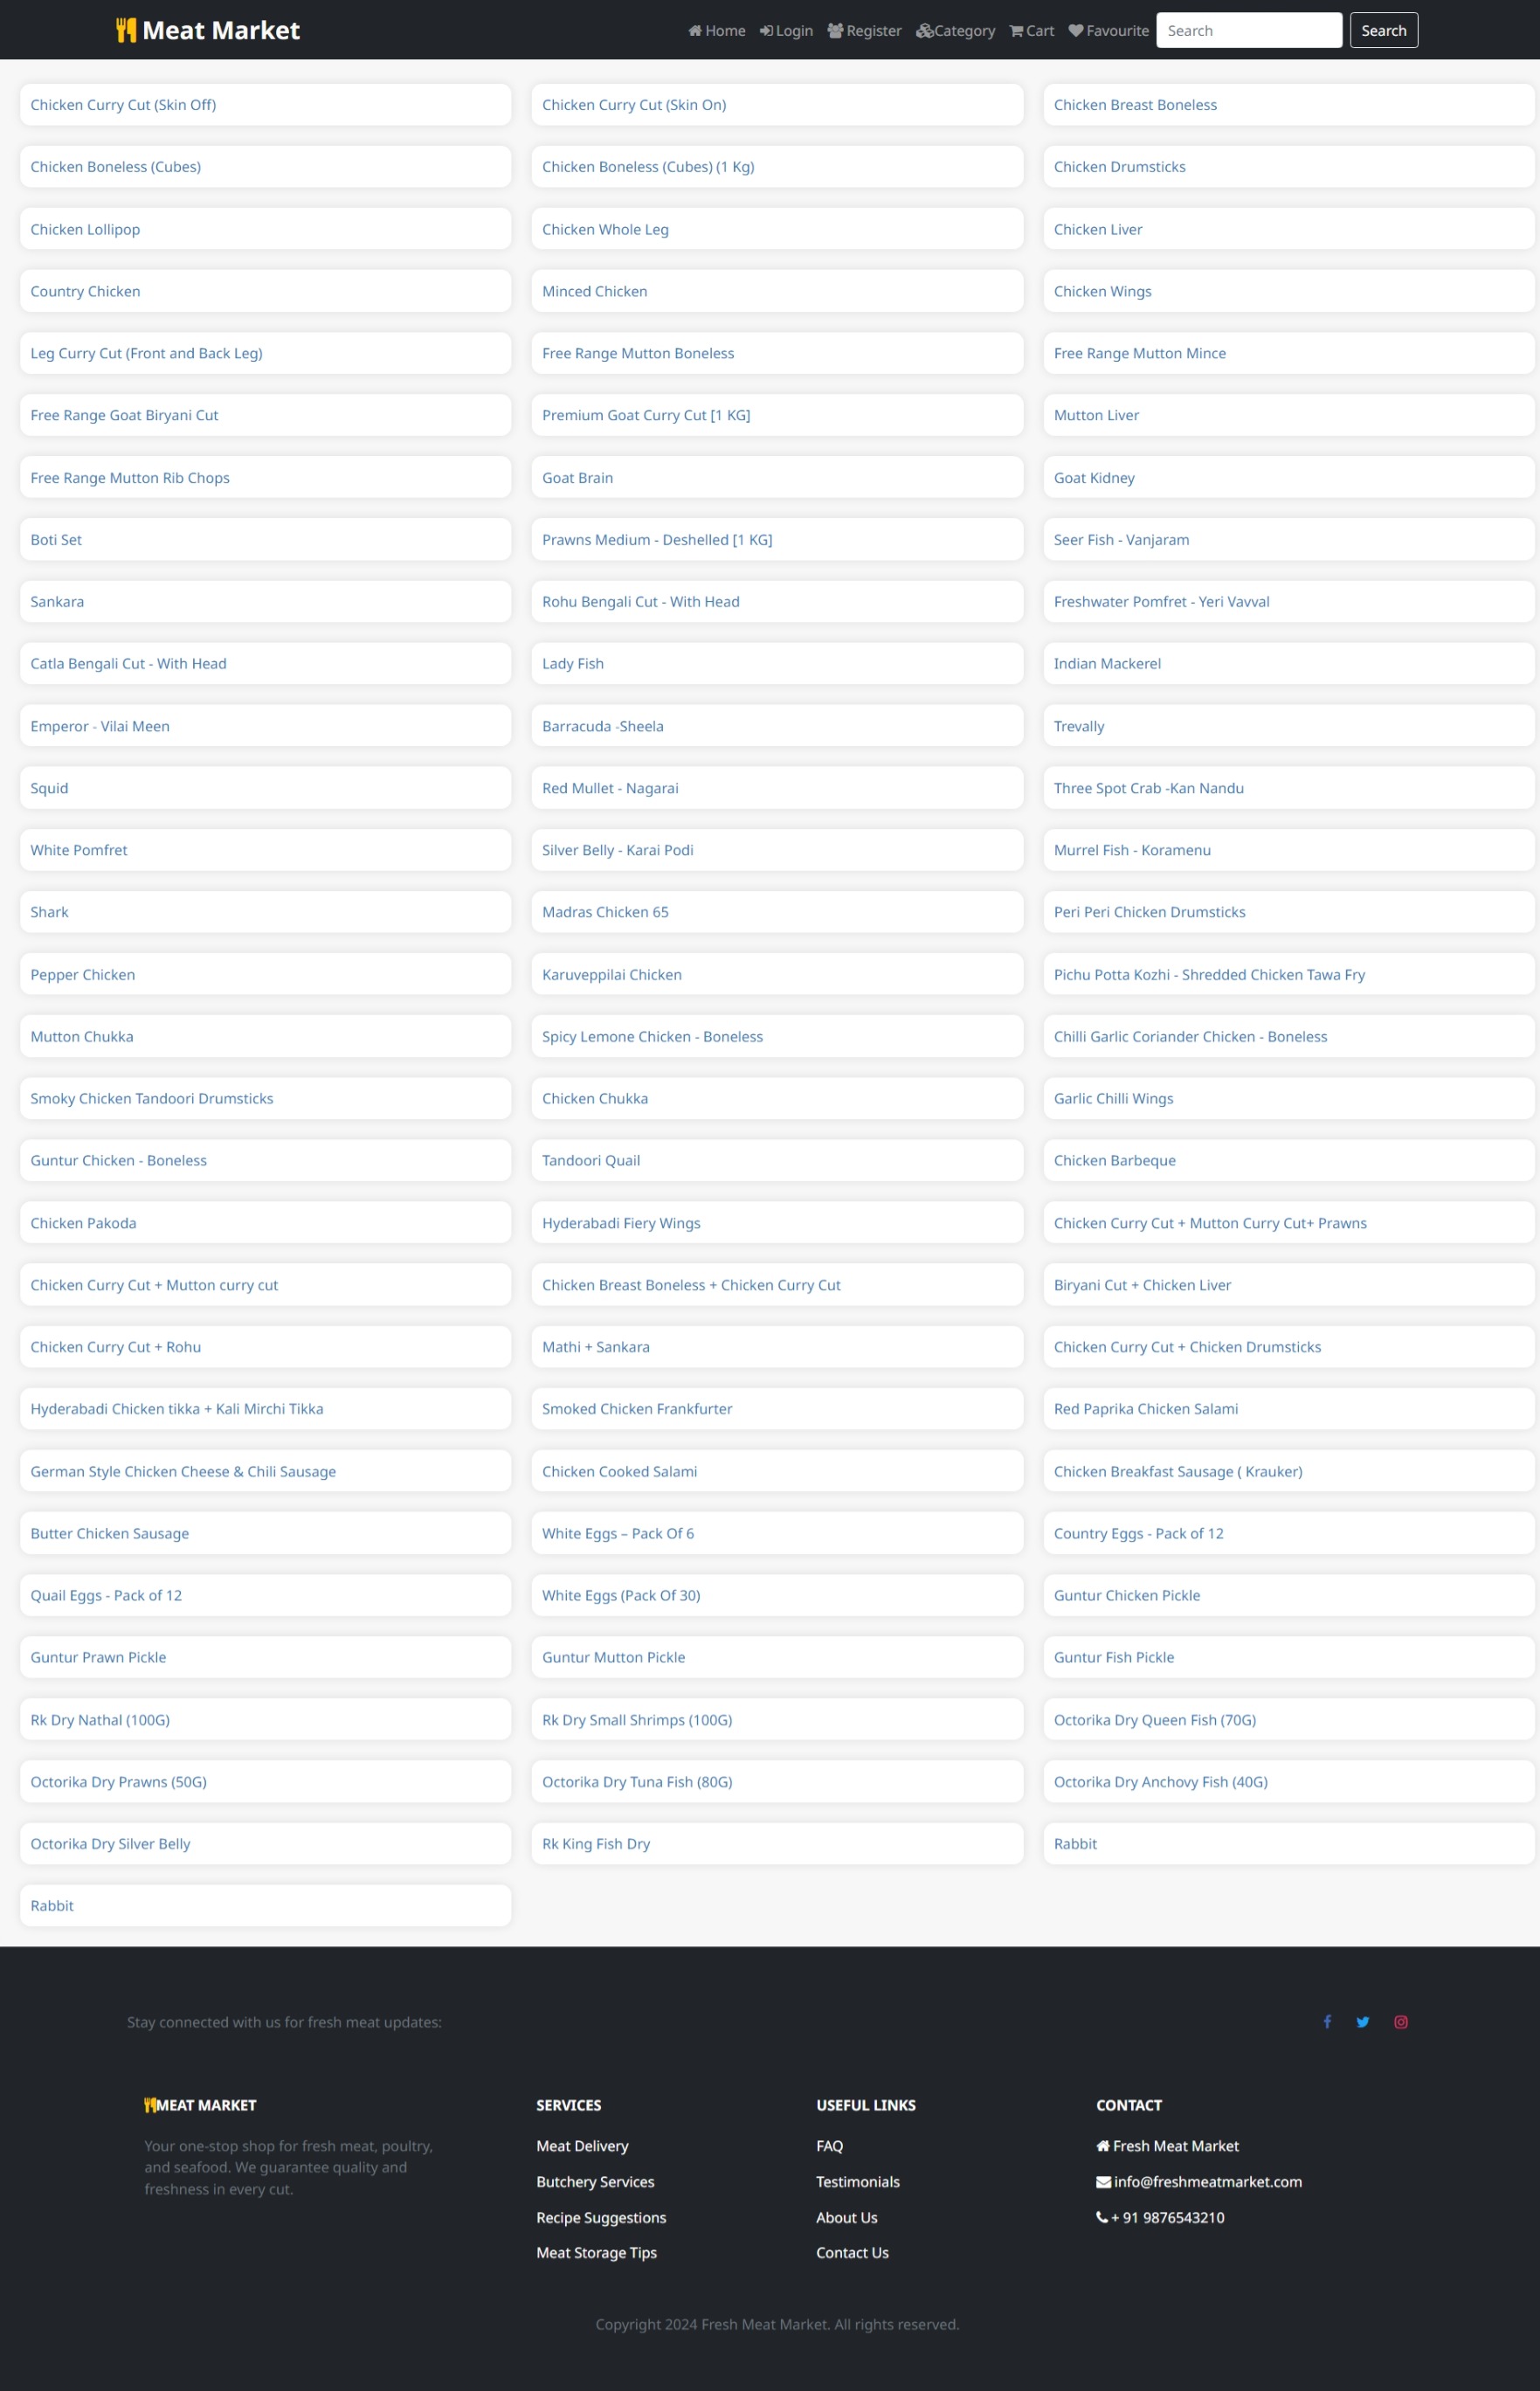 Meat Market
Home Login Register Category Cart Favourite Search Search
Chicken Curry Cut (Skin Off)
Chicken Curry Cut (Skin On)
Chicken Breast Boneless
Chicken Boneless (Cubes)
Chicken Boneless (Cubes) (1 Kg)
Chicken Drumsticks
Chicken Lollipop
Chicken Whole Leg
Chicken Liver
Country Chicken
Minced Chicken
Chicken Wings
Leg Curry Cut (Front and Back Leg)
Free Range Mutton Boneless
Free Range Mutton Mince
Free Range Goat Biryani Cut
Premium Goat Curry Cut [1 KG]
Mutton Liver
Free Range Mutton Rib Chops
Goat Brain
Goat Kidney
Boti Set
Prawns Medium - Deshelled [1 KG]
Seer Fish - Vanjaram
Sankara
Rohu Bengali Cut - With Head
Freshwater Pomfret - Yeri Vavval
Catla Bengali Cut - With Head
Lady Fish
Indian Mackerel
Emperor - Vilai Meen
Barracuda -Sheela
Trevally
Squid
Red Mullet - Nagarai
Three Spot Crab -Kan Nandu
White Pomfret
Silver Belly - Karai Podi
Murrel Fish - Koramenu
Shark
Madras Chicken 65
Peri Peri Chicken Drumsticks
Pepper Chicken
Karuveppilai Chicken
Pichu Potta Kozhi - Shredded Chicken Tawa Fry
Mutton Chukka
Spicy Lemone Chicken - Boneless
Chilli Garlic Coriander Chicken - Boneless
Smoky Chicken Tandoori Drumsticks
Chicken Chukka
Garlic Chilli Wings
Guntur Chicken - Boneless
Tandoori Quail
Chicken Barbeque
Chicken Pakoda
Hyderabadi Fiery Wings
Chicken Curry Cut + Mutton Curry Cut+ Prawns
Chicken Curry Cut + Mutton curry cut
Chicken Breast Boneless + Chicken Curry Cut
Biryani Cut + Chicken Liver
Chicken Curry Cut + Rohu
Mathi + Sankara
Chicken Curry Cut + Chicken Drumsticks
Hyderabadi Chicken tikka + Kali Mirchi Tikka
Smoked Chicken Frankfurter
Red Paprika Chicken Salami
German Style Chicken Cheese & Chili Sausage
Chicken Cooked Salami
Chicken Breakfast Sausage ( Krauker)
Butter Chicken Sausage
White Eggs – Pack Of 6
Country Eggs - Pack of 12
Quail Eggs - Pack of 12
White Eggs (Pack Of 30)
Guntur Chicken Pickle
Guntur Prawn Pickle
Guntur Mutton Pickle
Guntur Fish Pickle
Rk Dry Nathal (100G)
Rk Dry Small Shrimps (100G)
Octorika Dry Queen Fish (70G)
Octorika Dry Prawns (50G)
Octorika Dry Tuna Fish (80G)
Octorika Dry Anchovy Fish (40G)
Octorika Dry Silver Belly
Rk King Fish Dry
Rabbit
Rabbit
Stay connected with us for fresh meat updates:
MEAT MARKET
Your one-stop shop for fresh meat, poultry,
and seafood. We guarantee quality and
freshness in every cut.
SERVICES
Meat Delivery
Butchery Services
Recipe Suggestions
Meat Storage Tips
USEFUL LINKS
FAQ
Testimonials
About Us
Contact Us
CONTACT
Fresh Meat Market
info@freshmeatmarket.com
+ 91 9876543210
Copyright 2024 Fresh Meat Market. All rights reserved.